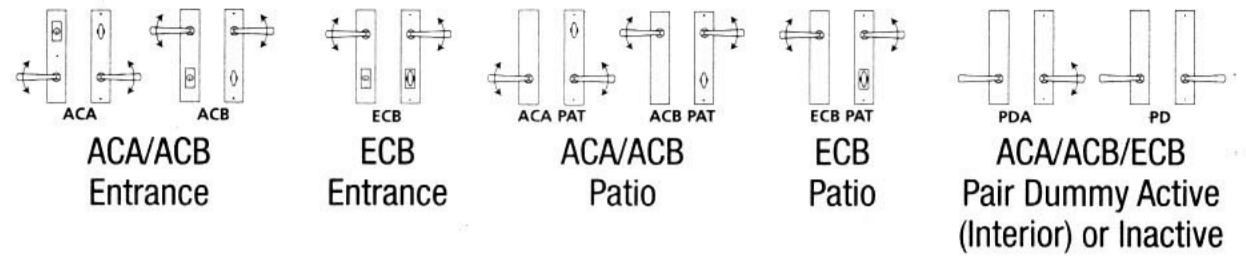 ACA
ACB
ACA/ACB
Entrance
ECB
ECB
Entrance
ACA PAT
ACB PAT
ACA/ACB
Patio
ECB PAT
ECB
Patio
PDA
PD
ACA/ACB/ECB
Pair Dummy Active
(Interior) or Inactive